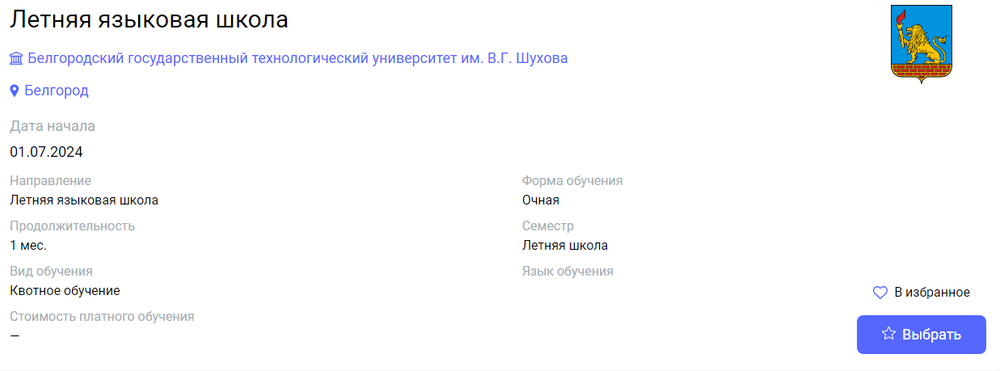 Летняя языковая школа
Белгородский государственный технологический университет им. В.Г. Шухова
Белгород
Дата начала
01.07.2024
Направление
Летняя языковая школа
Форма обучения
Очная
Продолжительность
1 мес.
Семестр
Летняя школа
Вид обучения
Квотное обучение
Язык обучения
Стоимость платного обучения
—
В избранное
Выбрать